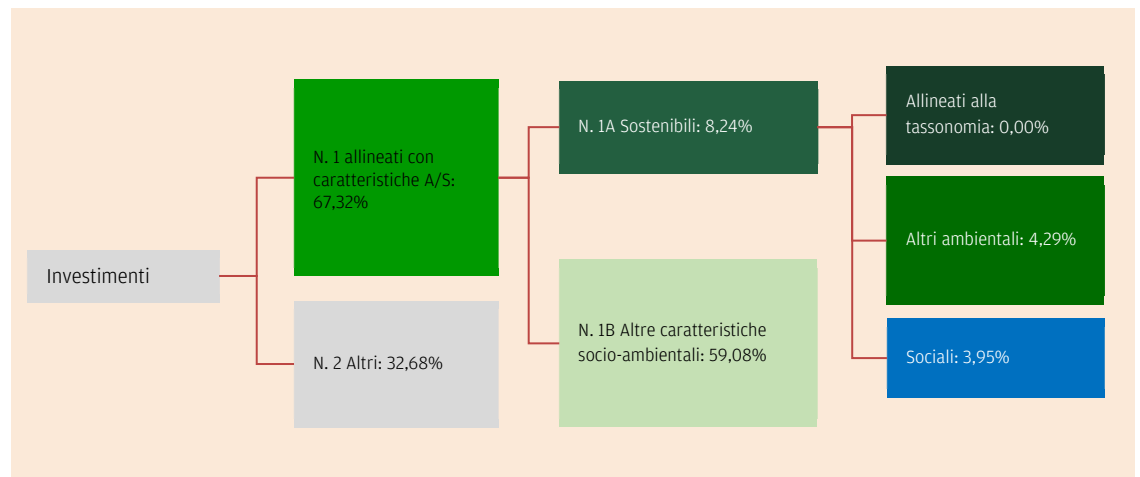 Investimenti
N. 1 allineati con
caratteristiche A/S:
67,32%
N. 2 Altri: 32,68%
N. 1A Sostenibili: 8,24%
N. 1B Altre caratteristiche
socio-ambientali: 59,08%
Allineati alla
tassonomia: 0,00%
Altri ambientali: 4,29%
Sociali: 3,95%